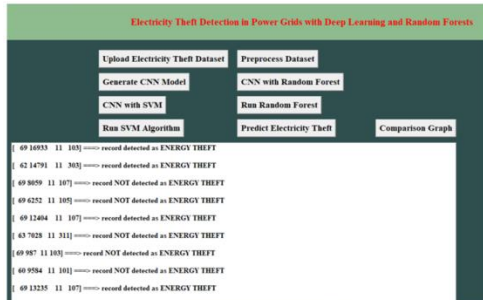 Electricity Theft Detection in Power Grids with Deep Learning and Random Forests
Upload Electricity Theft Dataset Preprocess Dataset
Generate CNN Model CNN with Random Forest
CNN with SVM Run Random Forest
Run SVM Algorithm Predict Electricity Theft Comparison Graph
[ 69 16933 11 103] ===> record detected as ENERGY THEFT
[ 62 14791 11 303] ===> record detected as ENERGY THEFT
[ 69 8059 11 107] ===> record NOT detected as ENERGY THEFT
[ 69 6252 11 105] ===> record NOT detected as ENERGY THEFT
[ 69 12404 11 107] ===> record detected as ENERGY THEFT
[ 63 7028 11 311] ===> record NOT detected as ENERGY THEFT
[ 69 987 11 103] ===> record NOT detected as ENERGY THEFT
[ 60 9584 11 101] ===> record NOT detected as ENERGY THEFT
[ 69 13235 11 107] ===> record detected as ENERGY THEFT